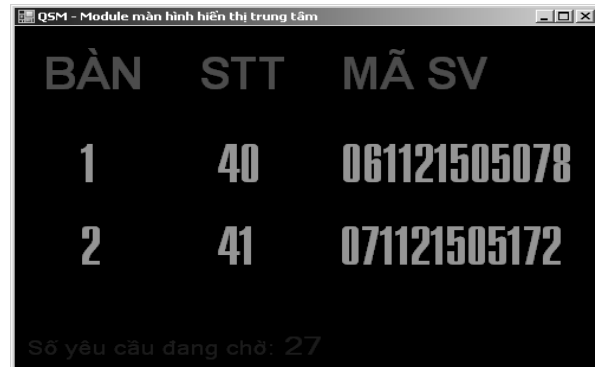 QSM - Module màn hình hiển thị trung tâm
BÀN STT MÃ SV
1 40 061121505078
2 41 071121505172
Số yêu cầu đang chờ: 27